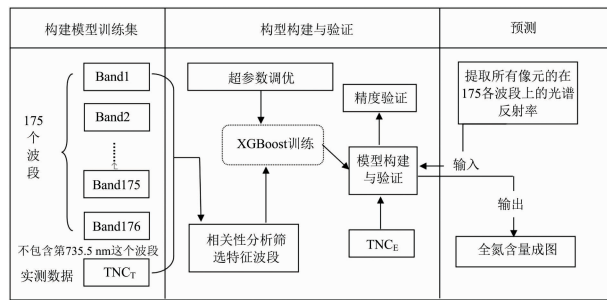 构建模型训练集
175
个
波
段
Band1
Band2
Band175
Band176
不包含第735.5 nm这个波段
实测数据
TNC_T
构型构建与验证
超参数调优
XGBoost训练
相关性分析筛
选特征波段
精度验证
模型构建
与验证
TNC_E
预测
提取所有像元的在
175各波段上的光谱
反射率
输入
输出
全氮含量成图